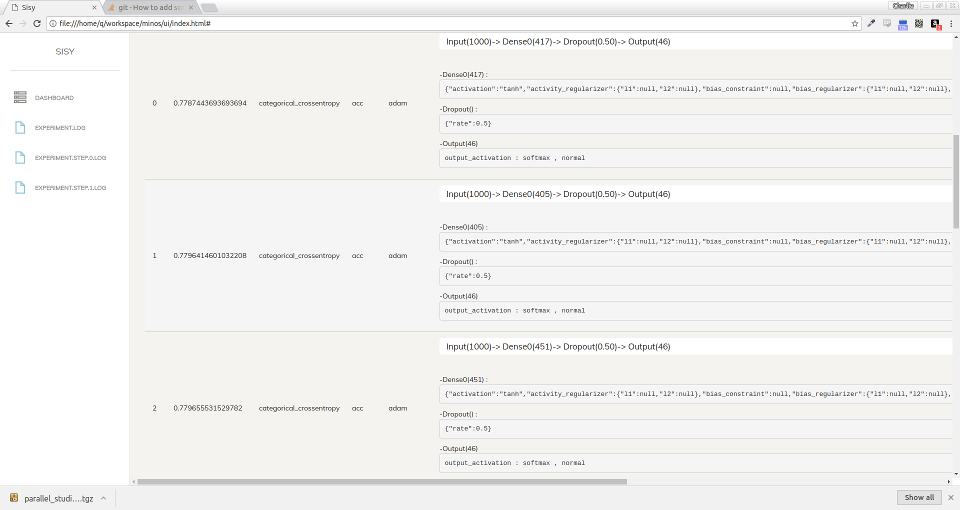 Sisy
git - How to add su
Charlie
file:///home/q/workspace/minos/ui/index.html#
SISY
DASHBOARD
EXPERIMENT.LOG
EXPERIMENT.STEP.0.LOG
EXPERIMENT.STEP.1.LOG
Input(1000)-> Dense0(417)-> Dropout(0.50)-> Output(46)
-Dense0(417) :
{"activation":"tanh","activity_regularizer":{"l1":null,"l2":null},"bias_constraint":null,"bias_regularizer":{"l1":null,"l2":null},
0 0.7787443693693694 categorical_crossentropy acc adam
-Dropout() :
{"rate":0.5}
-Output(46)
output_activation : softmax , normal
Input(1000)-> Dense0(405)-> Dropout(0.50)-> Output(46)
-Dense0(405) :
{"activation":"tanh","activity_regularizer":{"l1":null,"l2":null},"bias_constraint":null,"bias_regularizer":{"l1":null,"l2":null},
1 0.7796414601032208 categorical_crossentropy acc adam
-Dropout() :
{"rate":0.5}
-Output(46)
output_activation : softmax , normal
Input(1000)-> Dense0(451)-> Dropout(0.50)-> Output(46)
-Dense0(451) :
{"activation":"tanh","activity_regularizer":{"l1":null,"l2":null},"bias_constraint":null,"bias_regularizer":{"l1":null,"l2":null},
2 0.779655531529782 categorical_crossentropy acc adam
-Dropout() :
{"rate":0.5}
-Output(46)
output_activation : softmax , normal
parallel_studi....tgz
Show all